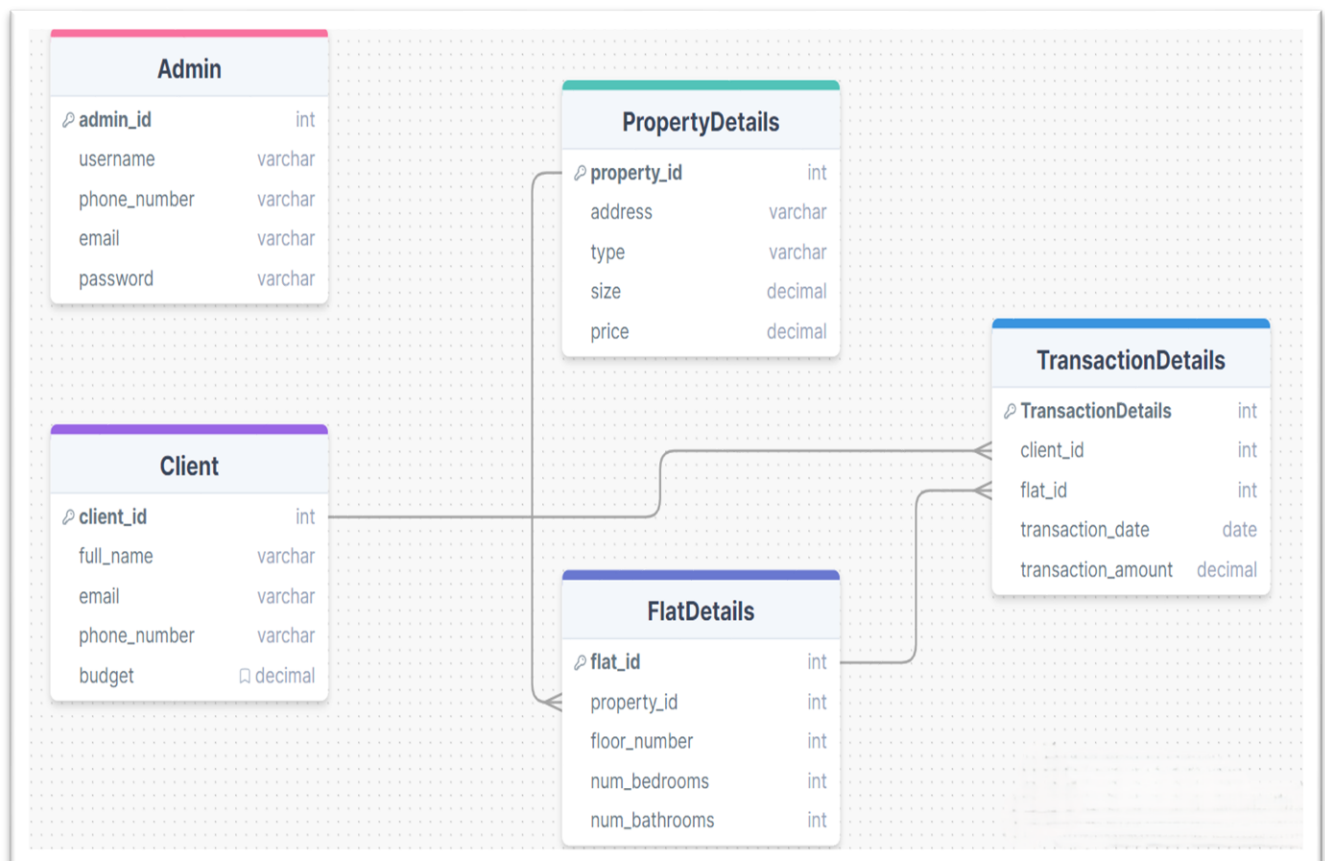 Admin
admin_id int
username varchar
phone_number varchar
email varchar
password varchar
PropertyDetails
property_id int
address varchar
type varchar
size decimal
price decimal
TransactionDetails
TransactionDetails int
client_id int
flat_id int
transaction_date date
transaction_amount decimal
Client
client_id int
full_name varchar
email varchar
phone_number varchar
budget decimal
FlatDetails
flat_id int
property_id int
floor_number int
num_bedrooms int
num_bathrooms int